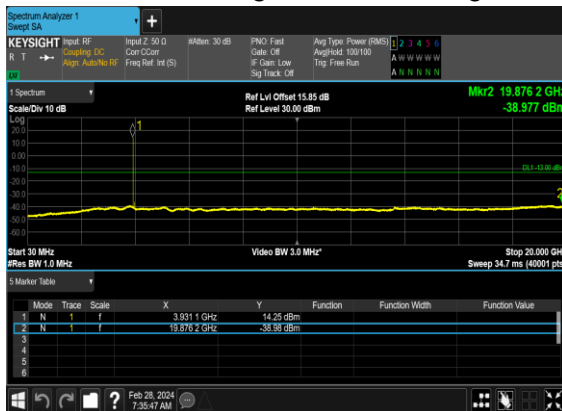 Spectrum Analyzer 1
Swept SA
KEYSIGHT Input: RF Input Z: 50 Ω #Atten: 30 dB PNO: Fast Avg Type: Power (RMS) 1 2 3 4 5 6
R T Coupling: DC Corr CCorr Gate: Off Avg|Hold: 100/100 A W W W W W
Align: Auto/No RF Freq Ref: Int (S) IF Gain: Low Trig: Free Run
LXI Sig Track: Off A N N N N N
1 Spectrum Ref Lvl Offset 15.85 dB Mkr2 19.876 2 GHz
Scale/Div 10 dB Ref Level 30.00 dBm -38.977 dBm
Log
20.0
10.0
0.00
-10.0
-20.0
-30.0
-40.0
-50.0
-60.0
1
DL1 -13.00 dBm
2
Start 30 MHz Video BW 3.0 MHz* Stop 20.000 GHz
#Res BW 1.0 MHz Sweep 34.7 ms (40001 pts)
5 Marker Table
Mode Trace Scale X Y Function Function Width Function Value
1 N 1 f 3.931 1 GHz 14.25 dBm
2 N 1 f 19.876 2 GHz -38.98 dBm
3
4
5
6
? Feb 28, 2024
7:35:47 AM